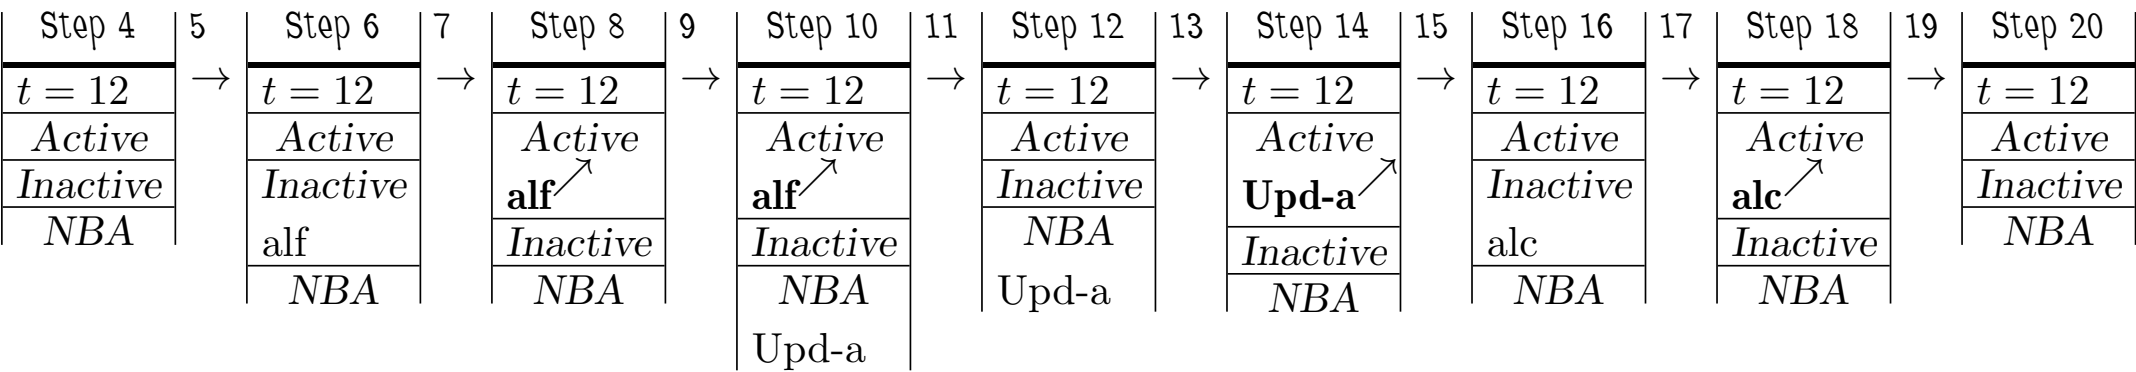 Step 4 5 Step 6 7 Step 8 9 Step 10 11 Step 12 13 Step 14 15 Step 16 17 Step 18 19 Step 20
t = 12 → t = 12 → t = 12 → t = 12 → t = 12 → t = 12 → t = 12 → t = 12 → t = 12
Active Active Active Active Active Active Active Active Active
Inactive Inactive alf↗ alf↗ Inactive Upd-a↗ Inactive alc↗ Inactive
NBA alf Inactive Inactive NBA Inactive alc Inactive NBA
NBA NBA NBA Upd-a NBA NBA NBA
Upd-a